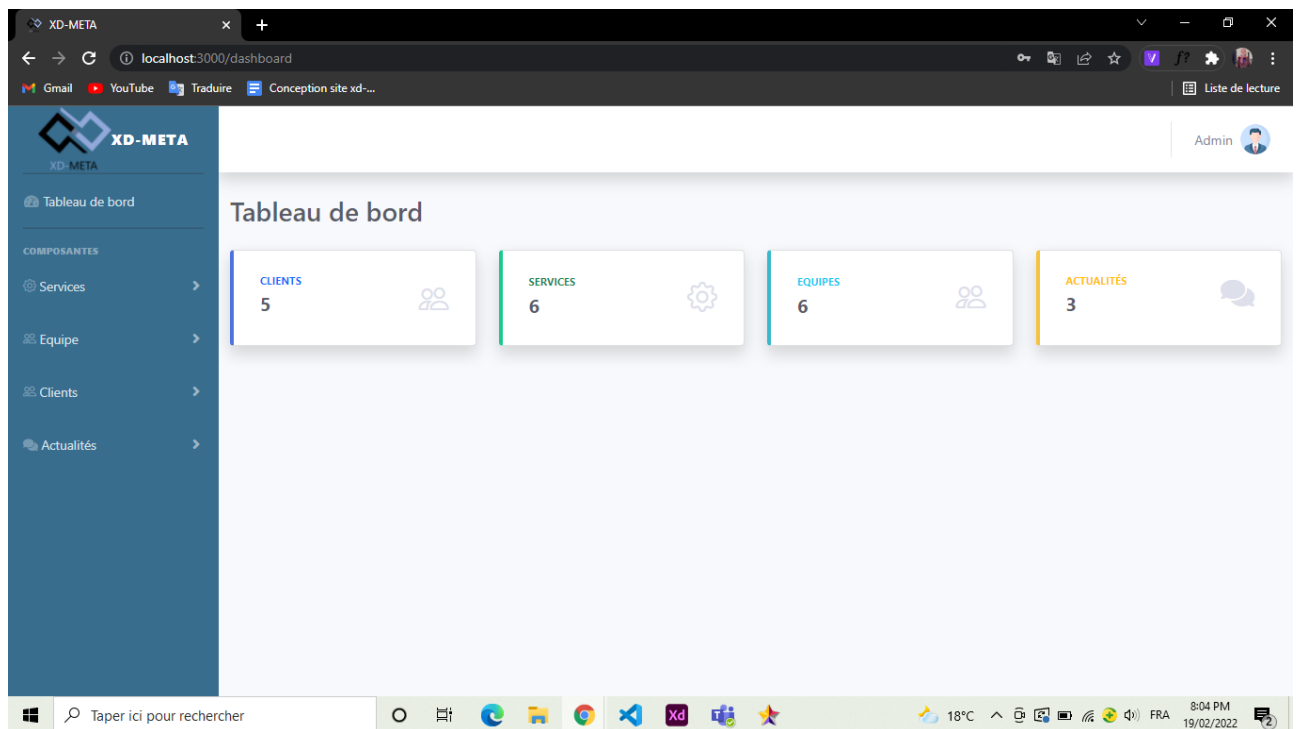 XD-META
localhost:3000/dashboard
Gmail YouTube Traduire Conception site xd-... Liste de lecture
XD-META
XD-META
Admin
Tableau de bord
Tableau de bord
COMPOSANTES
Services
Equipe
Clients
Actualités
CLIENTS
5
SERVICES
6
EQUIPES
6
ACTUALITÉS
3
Taper ici pour rechercher
Xd
18°C FRA
8:04 PM
19/02/2022
2